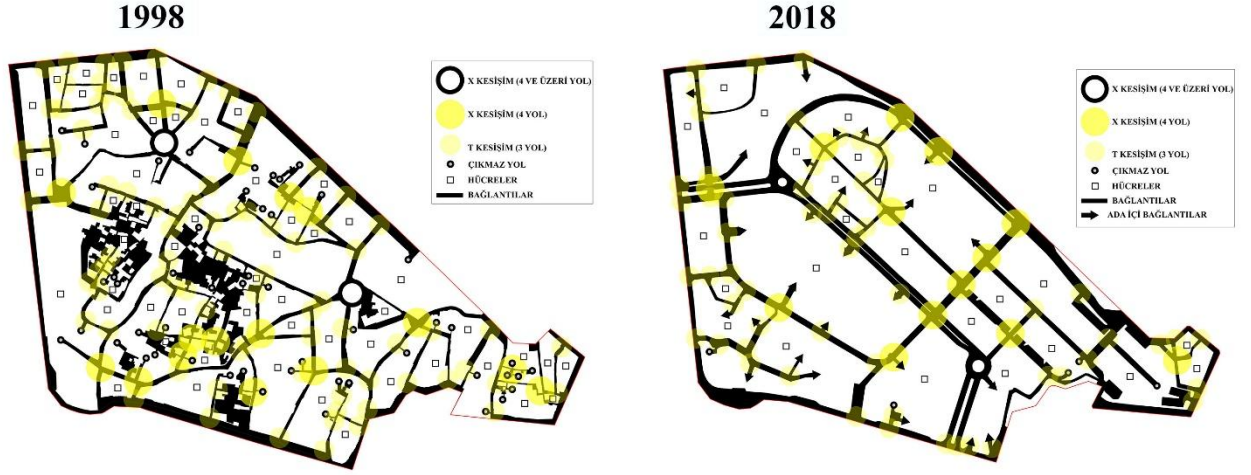 1998
X KESİŞİM (4 VE ÜZERİ YOL)
X KESİŞİM (4 YOL)
T KESİŞİM (3 YOL)
ÇIKMAZ YOL
HÜCRELER
BAĞLANTILAR
2018
X KESİŞİM (4 VE ÜZERİ YOL)
X KESİŞİM (4 YOL)
T KESİŞİM (3 YOL)
ÇIKMAZ YOL
HÜCRELER
BAĞLANTILAR
ADA İÇİ BAĞLANTILAR